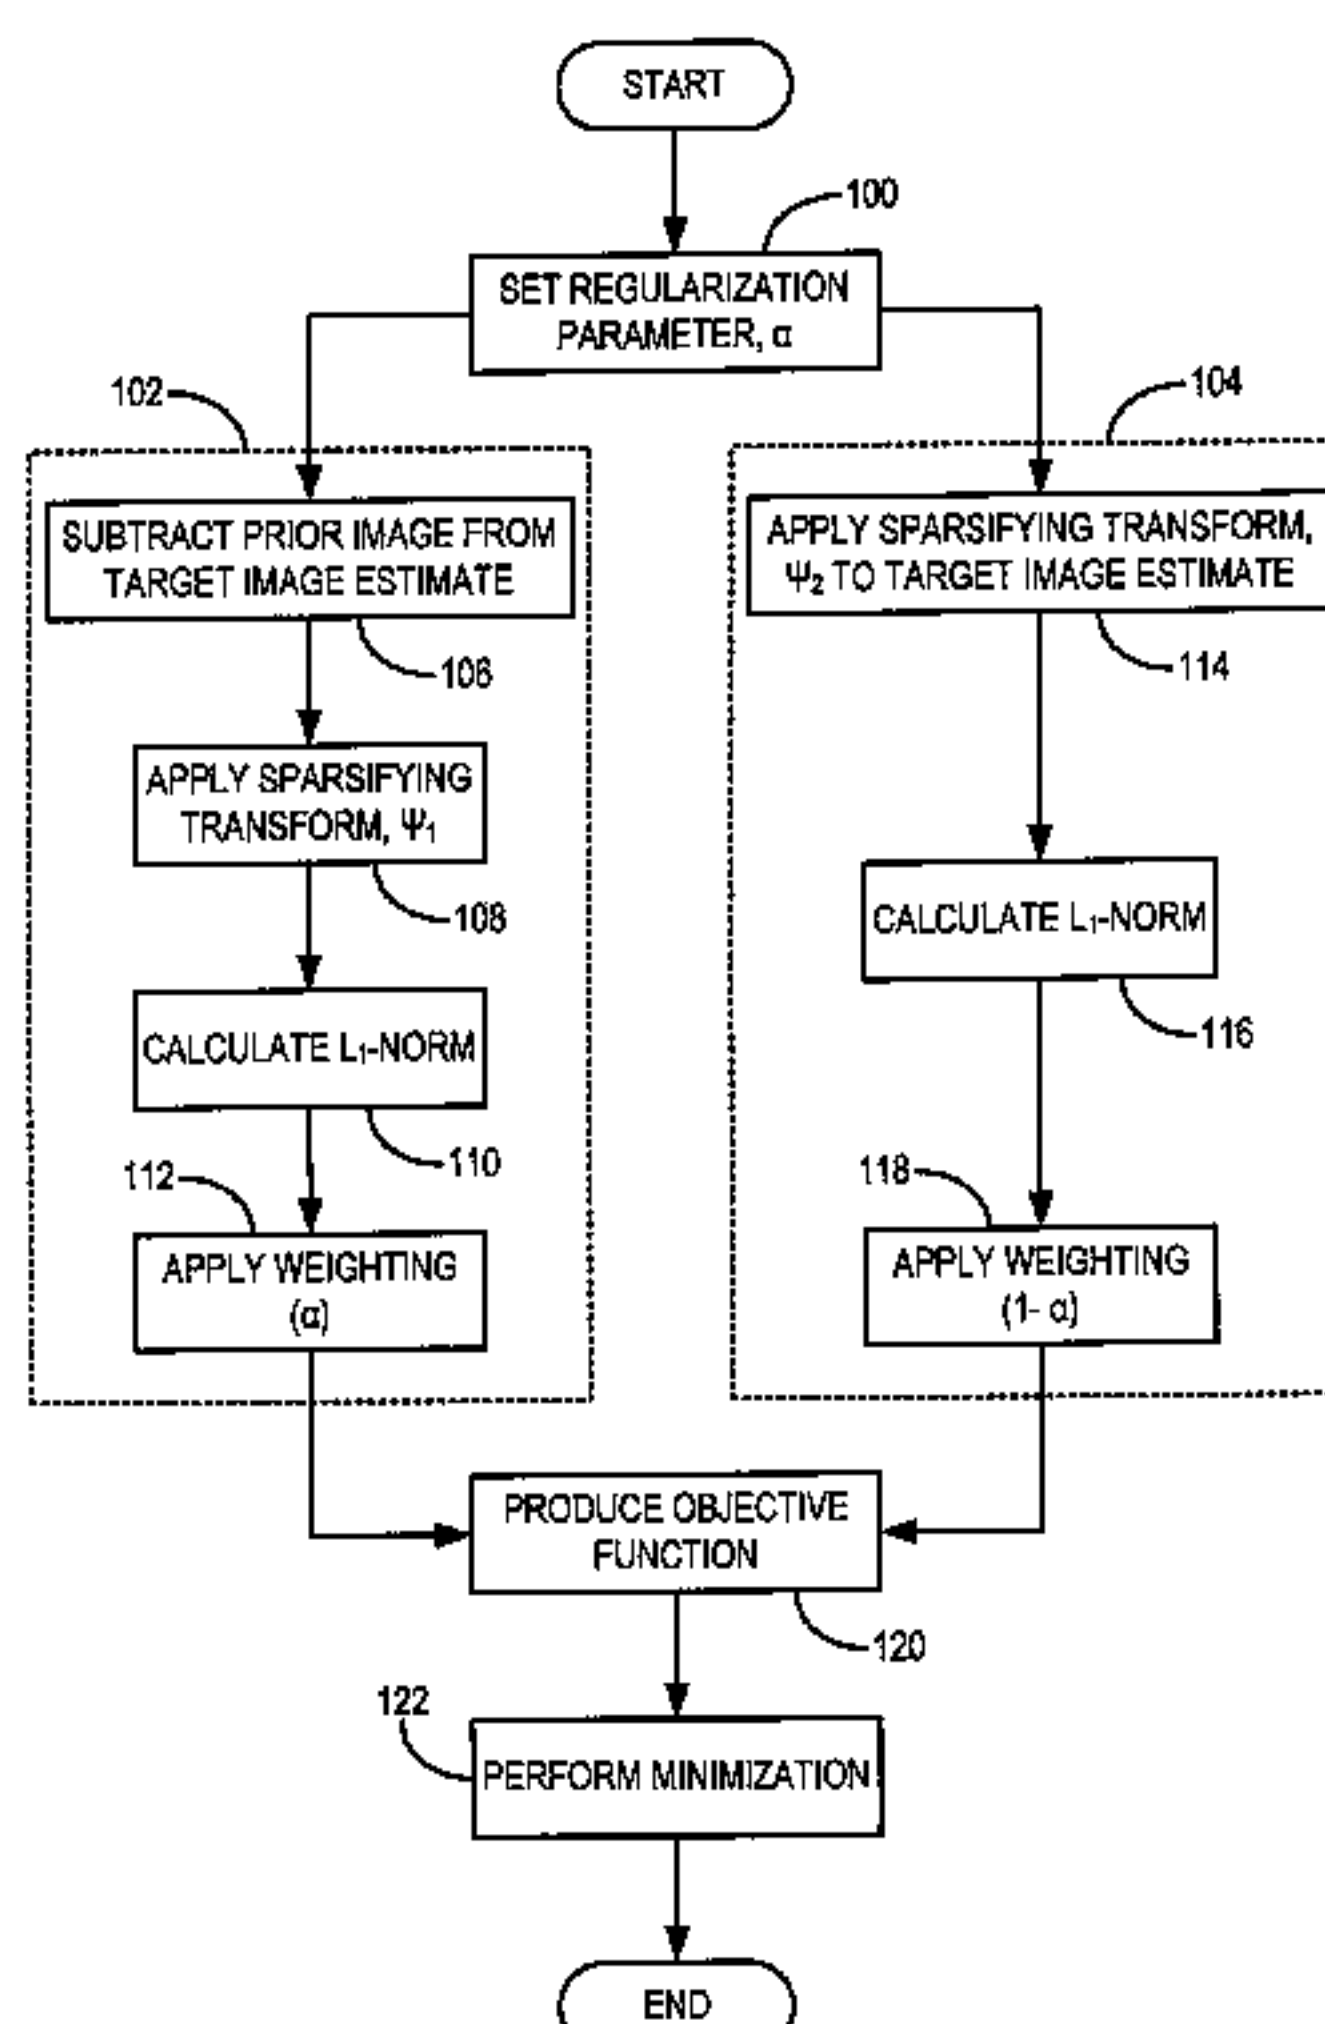 START
100
SET REGULARIZATION
PARAMETER, α
102
104
SUBTRACT PRIOR IMAGE FROM
TARGET IMAGE ESTIMATE
106
APPLY SPARSIFYING TRANSFORM,
Ψ₂ TO TARGET IMAGE ESTIMATE
114
APPLY SPARSIFYING
TRANSFORM, Ψ₁
108
CALCULATE L₁-NORM
116
CALCULATE L₁-NORM
110
112
APPLY WEIGHTING
(α)
118
APPLY WEIGHTING
(1- α)
PRODUCE OBJECTIVE
FUNCTION
120
122
PERFORM MINIMIZATION
END